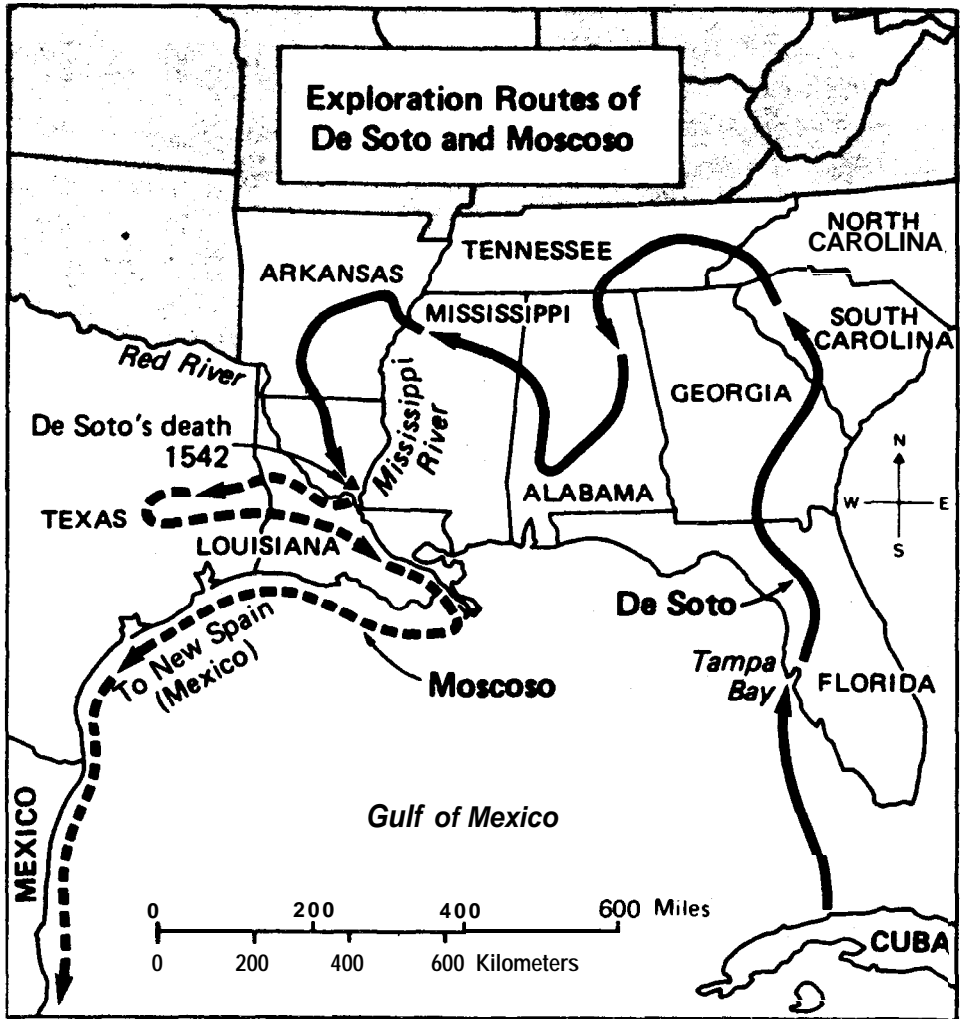 Exploration Routes of
De Soto and Moscoso
NORTH
CAROLINA
TENNESSEE
ARKANSAS
MISSISSIPPI
SOUTH
CAROLINA
Red River
GEORGIA
Mississippi
River
De Soto's death
1542
N
W
E
S
ALABAMA
TEXAS
LOUISIANA
De Soto
To New Spain
(Mexico)
Tampa
Bay
Moscoso
FLORIDA
MEXICO
Gulf of Mexico
0 200 400 600 Miles
0 200 400 600 Kilometers
CUBA